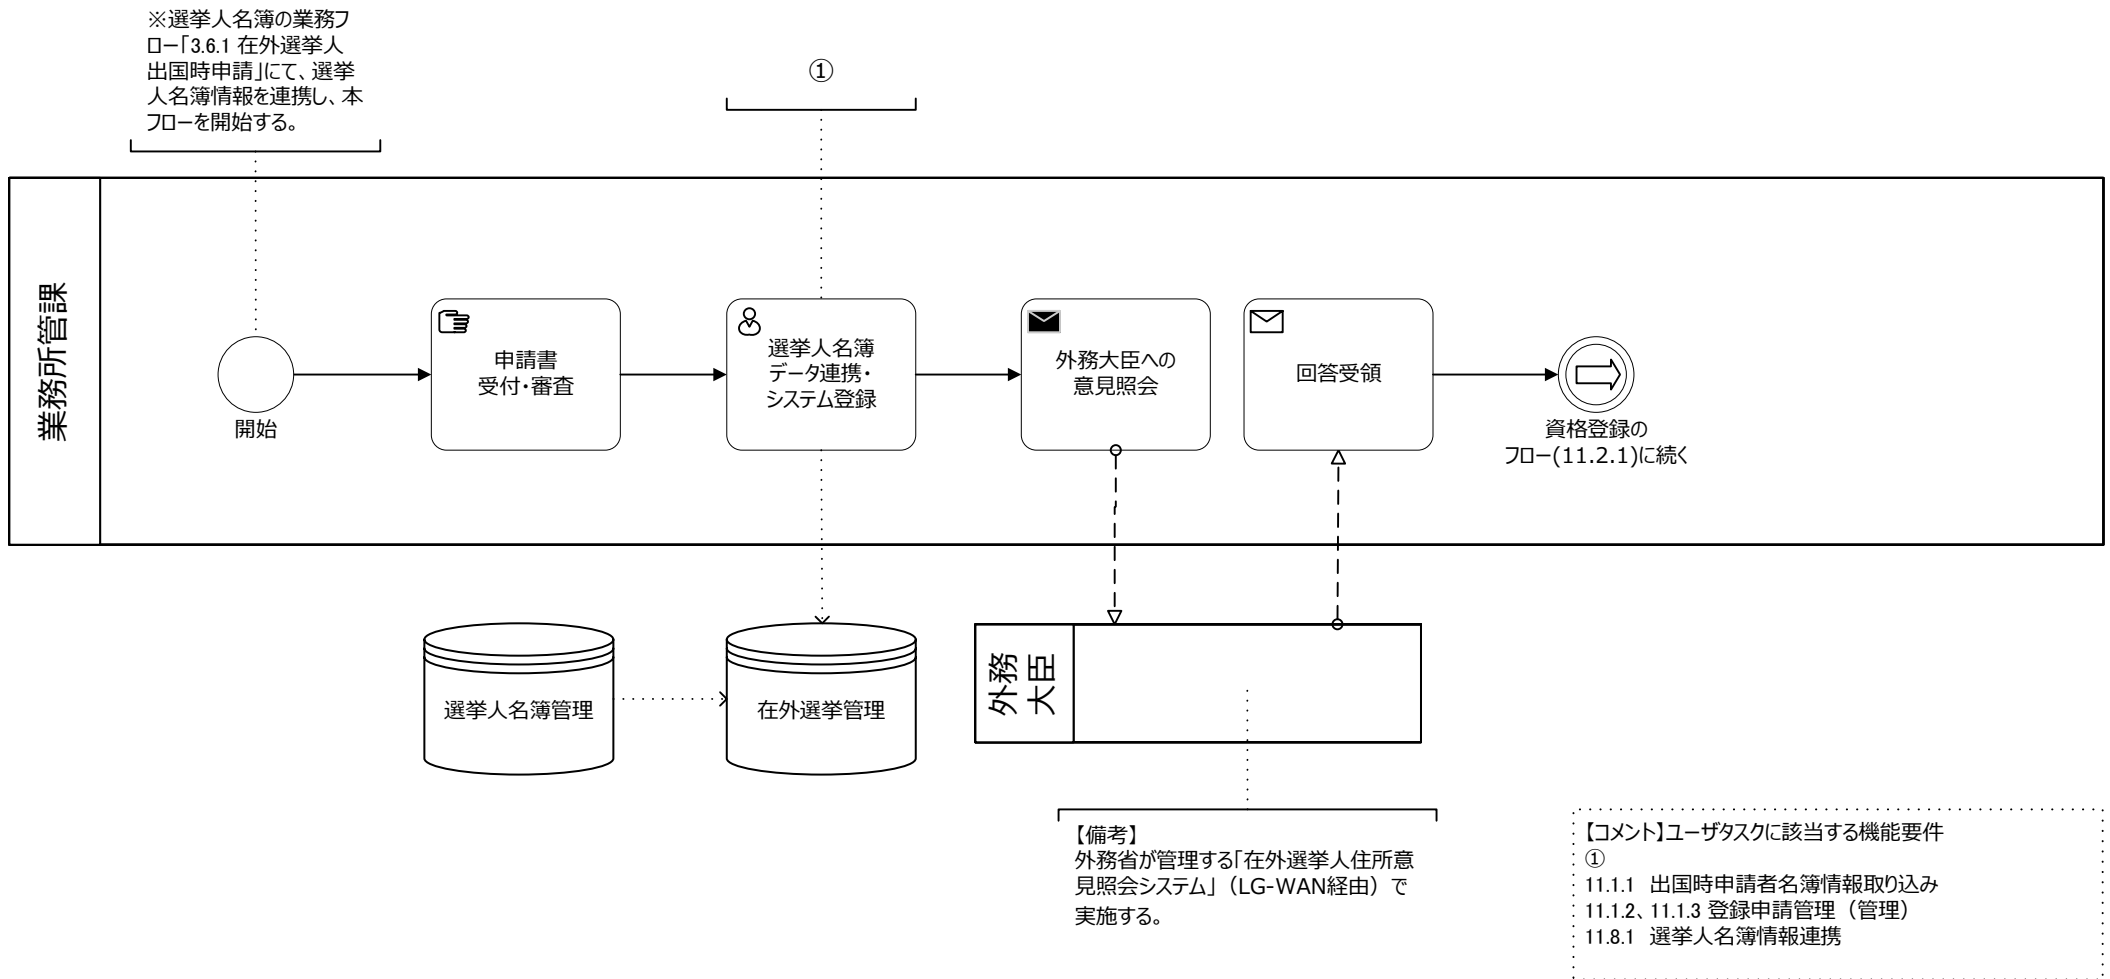 ※選挙人名簿の業務フ
ロー「3.6.1 在外選挙人
出国時申請」にて、選挙
人名簿情報を連携し、本
フローを開始する。
①
業務所管課
開始
申請書
受付・審査
選挙人名簿
データ連携・
システム登録
外務大臣への
意見照会
回答受領
資格登録の
フロー(11.2.1)に続く
選挙人名簿管理
在外選挙管理
外務
大臣
【備考】
外務省が管理する「在外選挙人住所意
見照会システム」（LG-WAN経由）で
実施する。
【コメント】ユーザタスクに該当する機能要件
①
11.1.1 出国時申請者名簿情報取り込み
11.1.2、11.1.3 登録申請管理（管理）
11.8.1 選挙人名簿情報連携